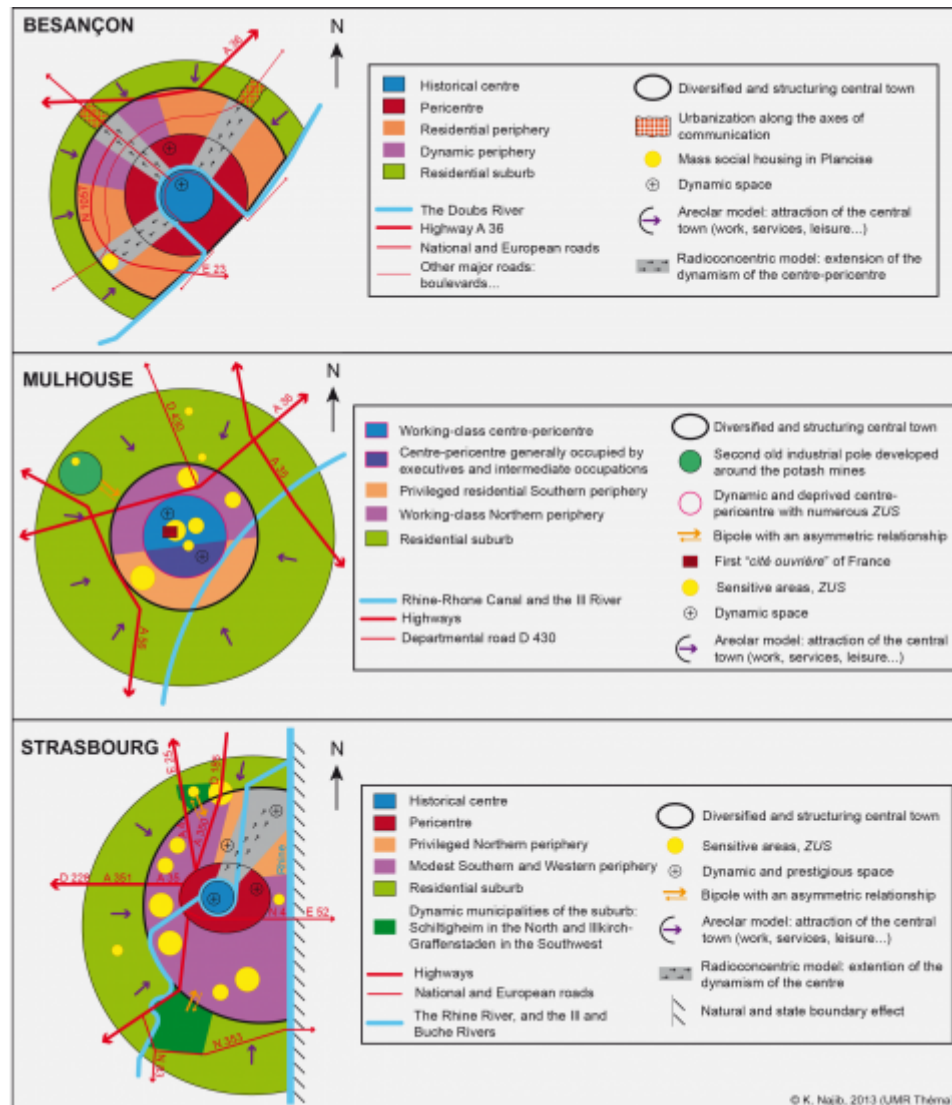 BESANÇON
N
A 36
N 1057
E 23
Historical centre
Pericentre
Residential periphery
Dynamic periphery
Residential suburb
The Doubs River
Highway A 36
National and European roads
Other major roads:
boulevards...
Diversified and structuring central town
Urbanization along the axes of
communication
Mass social housing in Planoise
Dynamic space
Areolar model: attraction of the central
town (work, services, leisure...)
Radioconcentric model: extension of the
dynamism of the centre-pericentre
MULHOUSE
N
D 430
A 36
A 35
A 36
Working-class centre-pericentre
Centre-pericentre generally occupied by
executives and intermediate occupations
Privileged residential Southern periphery
Working-class Northern periphery
Residential suburb
Rhine-Rhone Canal and the Ill River
Highways
Departmental road D 430
Diversified and structuring central town
Second old industrial pole developed
around the potash mines
Dynamic and deprived centre-
pericentre with numerous ZUS
Bipole with an asymmetric relationship
First "cité ouvrière" of France
Sensitive areas, ZUS
Dynamic space
Areolar model: attraction of the central
town (work, services, leisure...)
STRASBOURG
N
E 25
D 185
A 350
D 228
A 351
A 35
Rhine
N 4
E 52
N 353
Historical centre
Pericentre
Privileged Northern periphery
Modest Southern and Western periphery
Residential suburb
Dynamic municipalities of the suburb:
Schiltigheim in the North and Illkirch-
Graffenstaden in the Southwest
Highways
National and European roads
The Rhine River, and the Ill and
Buche Rivers
Diversified and structuring central town
Sensitive areas, ZUS
Dynamic and prestigious space
Bipole with an asymmetric relationship
Areolar model: attraction of the central
town (work, services, leisure...)
Radioconcentric model: extention of the
dynamism of the centre
Natural and state boundary effect
© K. Najib, 2013 (UMR Théma